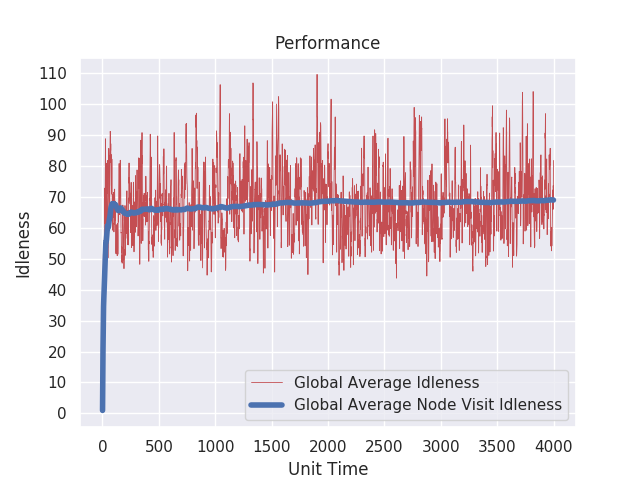 Performance
110
100
90
80
70
60
50
40
30
20
10
0
Idleness
Global Average Idleness
Global Average Node Visit Idleness
0 500 1000 1500 2000 2500 3000 3500 4000
Unit Time